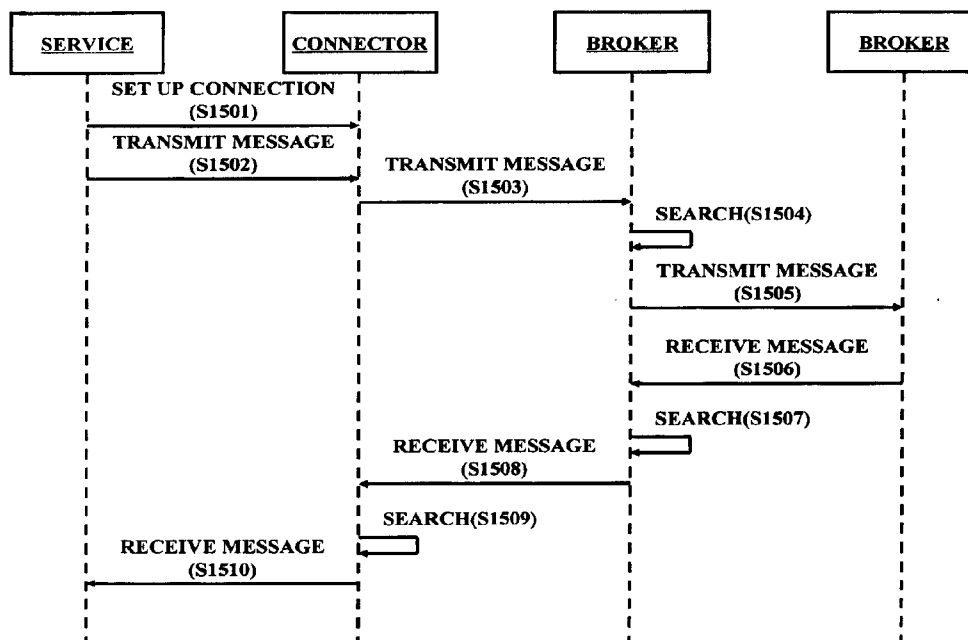 SERVICE
CONNECTOR
BROKER
BROKER
SET UP CONNECTION
(S1501)
TRANSMIT MESSAGE
(S1502)
TRANSMIT MESSAGE
(S1503)
SEARCH(S1504)
TRANSMIT MESSAGE
(S1505)
RECEIVE MESSAGE
(S1506)
SEARCH(S1507)
RECEIVE MESSAGE
(S1508)
SEARCH(S1509)
RECEIVE MESSAGE
(S1510)